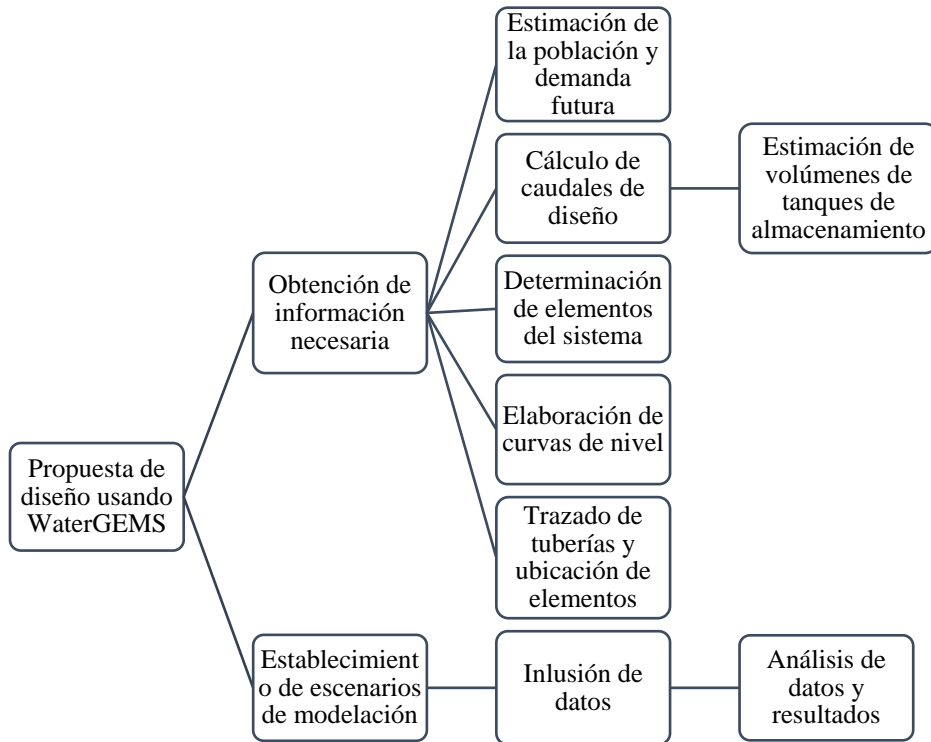 Propuesta de
diseño usando
WaterGEMS
Obtención de
información
necesaria
Estimación de
la población y
demanda
futura
Cálculo de
caudales de
diseño
Estimación de
volúmenes de
tanques de
almacenamiento
Determinación
de elementos
del sistema
Elaboración de
curvas de nivel
Trazado de
tuberías y
ubicación de
elementos
Establecimient
o de escenarios
de modelación
Inlusión de
datos
Análisis de
datos y
resultados